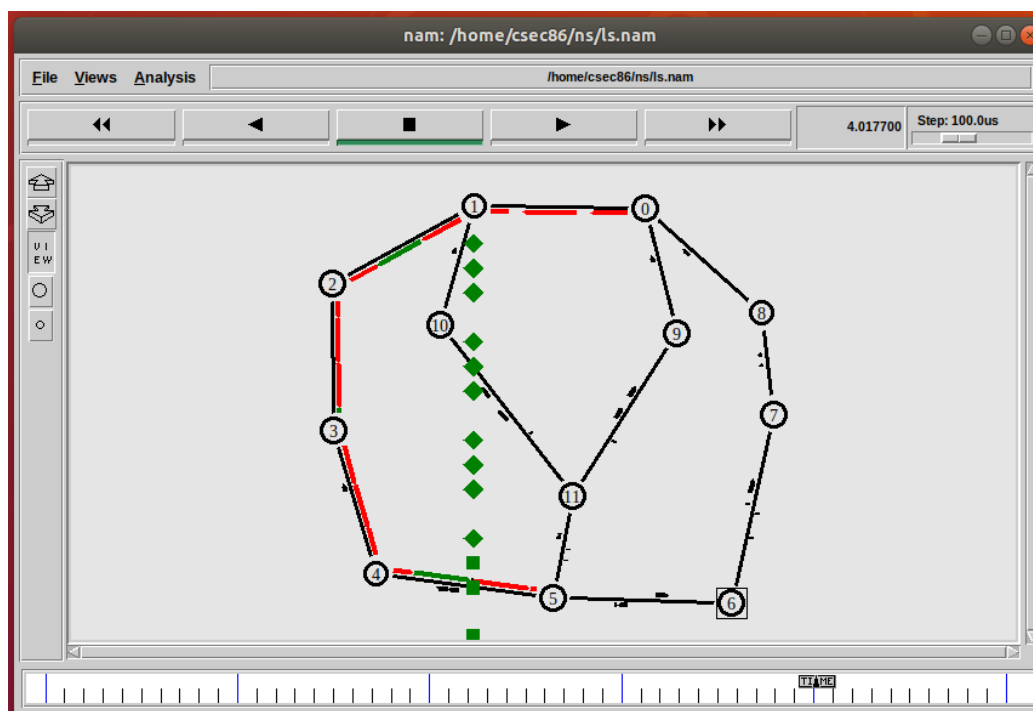 nam: /home/csec86/ns/ls.nam
File Views Analysis /home/csec86/ns/ls.nam
4.017700 Step: 100.0us
V I
E W
1 0
2
8
10 9
7
3
11
4
5 6
TIME